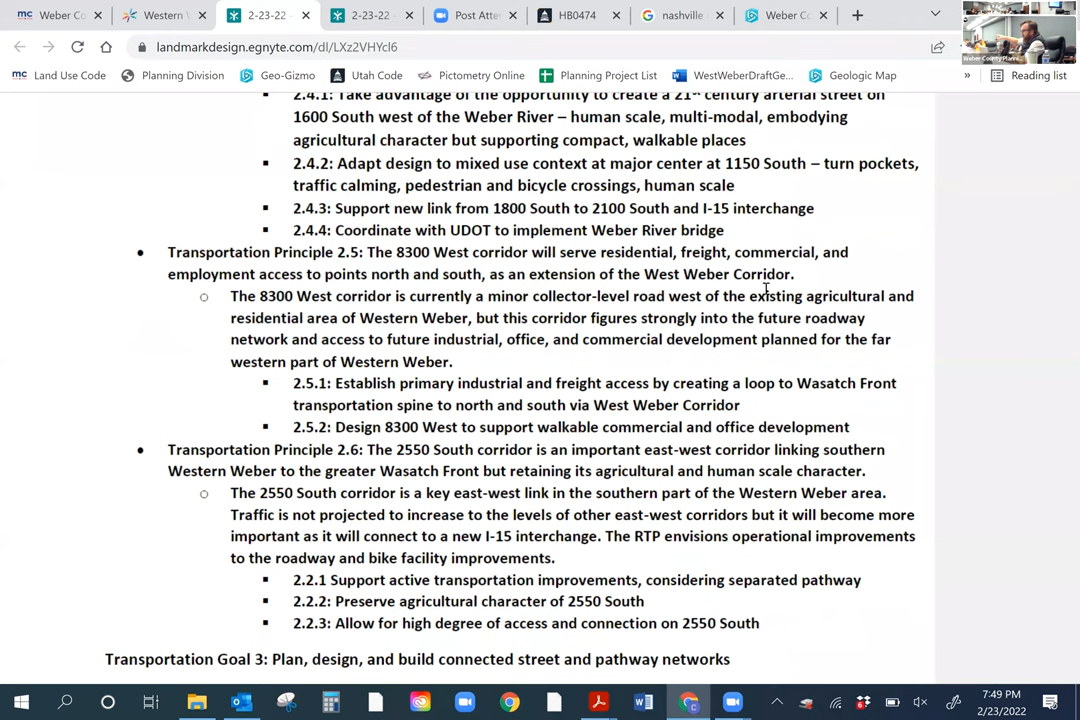 Weber Co
Western \
2-23-22 -
2-23-22 -
Post Atte
HB0474
nashville -
Weber Co
landmarkdesign.egnyte.com/dl/LXz2VHYcl6
Weber County Planni
Land Use Code
Planning Division
Geo-Gizmo
Utah Code
Pictometry Online
Planning Project List
WestWeberDraftGe...
Geologic Map
»
Reading list
2.4.1: Take advantage of the opportunity to create a 21st century arterial street on
1600 South west of the Weber River – human scale, multi-modal, embodying
agricultural character but supporting compact, walkable places
2.4.2: Adapt design to mixed use context at major center at 1150 South – turn pockets,
traffic calming, pedestrian and bicycle crossings, human scale
2.4.3: Support new link from 1800 South to 2100 South and I-15 interchange
2.4.4: Coordinate with UDOT to implement Weber River bridge
Transportation Principle 2.5: The 8300 West corridor will serve residential, freight, commercial, and
employment access to points north and south, as an extension of the West Weber Corridor.
The 8300 West corridor is currently a minor collector-level road west of the existing agricultural and
residential area of Western Weber, but this corridor figures strongly into the future roadway
network and access to future industrial, office, and commercial development planned for the far
western part of Western Weber.
2.5.1: Establish primary industrial and freight access by creating a loop to Wasatch Front
transportation spine to north and south via West Weber Corridor
2.5.2: Design 8300 West to support walkable commercial and office development
Transportation Principle 2.6: The 2550 South corridor is an important east-west corridor linking southern
Western Weber to the greater Wasatch Front but retaining its agricultural and human scale character.
The 2550 South corridor is a key east-west link in the southern part of the Western Weber area.
Traffic is not projected to increase to the levels of other east-west corridors but it will become more
important as it will connect to a new I-15 interchange. The RTP envisions operational improvements
to the roadway and bike facility improvements.
2.2.1 Support active transportation improvements, considering separated pathway
2.2.2: Preserve agricultural character of 2550 South
2.2.3: Allow for high degree of access and connection on 2550 South
Transportation Goal 3: Plan, design, and build connected street and pathway networks
7:49 PM
2/23/2022